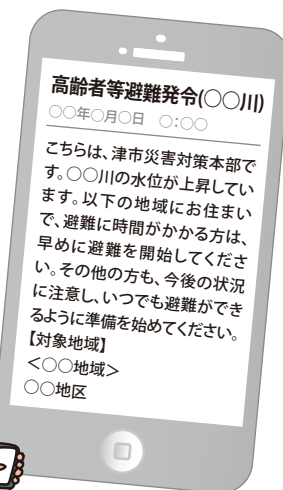 高齢者等避難発令(○○川)
○○年○月○日　○:○○
こちらは、津市災害対策本部で
す。○○川の水位が上昇してい
ます。以下の地域にお住まい
で、避難に時間がかかる方は、
早めに避難を開始してくださ
い。その他の方も、今後の状況
に注意し、いつでも避難ができ
るように準備を始めてください。
【対象地域】
<○○地域>
○○地区